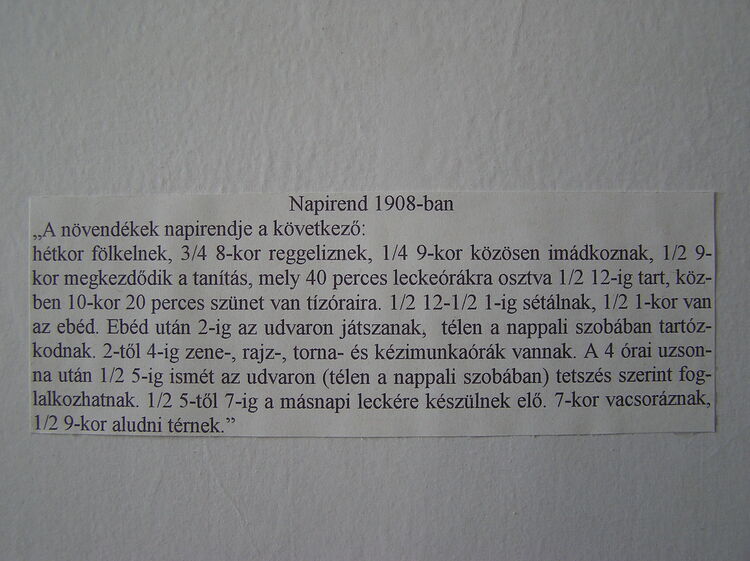 Napirend 1908-ban
„A növendékek napirendje a következő:
hétkor fölkelnek, 3/4 8-kor reggeliznek, 1/4 9-kor közösen imádkoznak, 1/2 9-
kor megkezdődik a tanítás, mely 40 perces leckeórákra osztva 1/2 12-ig tart, köz-
ben 10-kor 20 perces szünet van tízóraira. 1/2 12-1/2 1-ig sétálnak, 1/2 1-kor van
az ebéd. Ebéd után 2-ig az udvaron játszanak, télen a nappali szobában tartóz-
kodnak. 2-től 4-ig zene-, rajz-, torna- és kézimunkaórák vannak. A 4 órai uzson-
na után 1/2 5-ig ismét az udvaron (télen a nappali szobában) tetszés szerint fog-
lalkozhatnak. 1/2 5-től 7-ig a másnapi leckére készülnek elő. 7-kor vacsoráznak,
1/2 9-kor aludni térnek.”